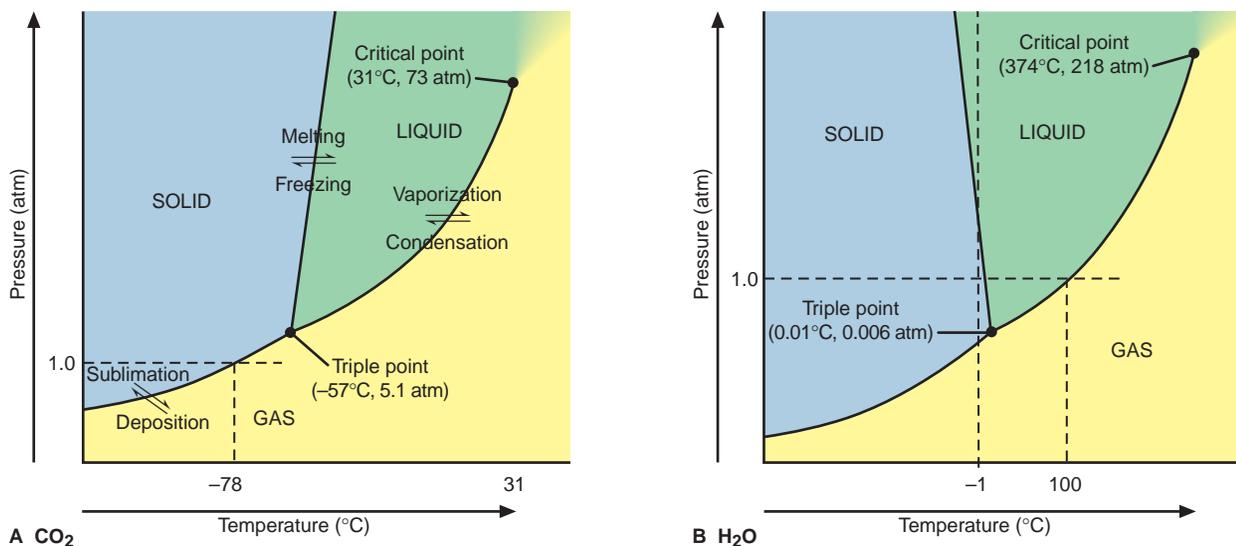 Pressure (atm)
Critical point
(31°C, 73 atm)
Melting
Freezing
LIQUID
SOLID
Vaporization
Condensation
1.0
Sublimation
Deposition
Triple point
(–57°C, 5.1 atm)
GAS
–78
31
Temperature (°C)
A CO2
Pressure (atm)
Critical point
(374°C, 218 atm)
SOLID
LIQUID
1.0
Triple point
(0.01°C, 0.006 atm)
GAS
–1
100
Temperature (°C)
B H2O